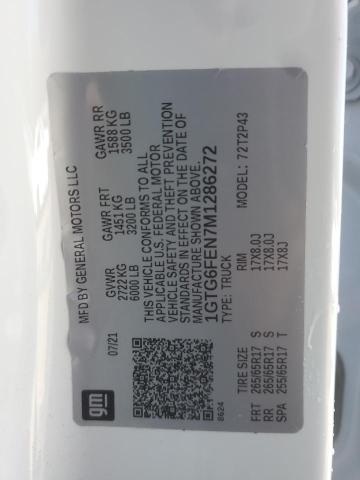 MFD BY GENERAL MOTORS LLC
gm
07/21
GVWR
2722 KG
6000 LB
GAWR FRT
1451 KG
3200 LB
GAWR RR
1588 KG
3500 LB
THIS VEHICLE CONFORMS TO ALL
APPLICABLE U.S. FEDERAL MOTOR
VEHICLE SAFETY AND THEFT PREVENTION
STANDARDS IN EFFECT ON THE DATE OF
MANUFACTURE SHOWN ABOVE.
1GTG6FEN7M1286272
TYPE: TRUCK
MODEL: 72T2P43
8624
TIRE SIZE RIM
FRT 265/65R17 S 17X8.0J
RR 265/65R17 S 17X8.0J
SPA 255/65R17 T 17X8J